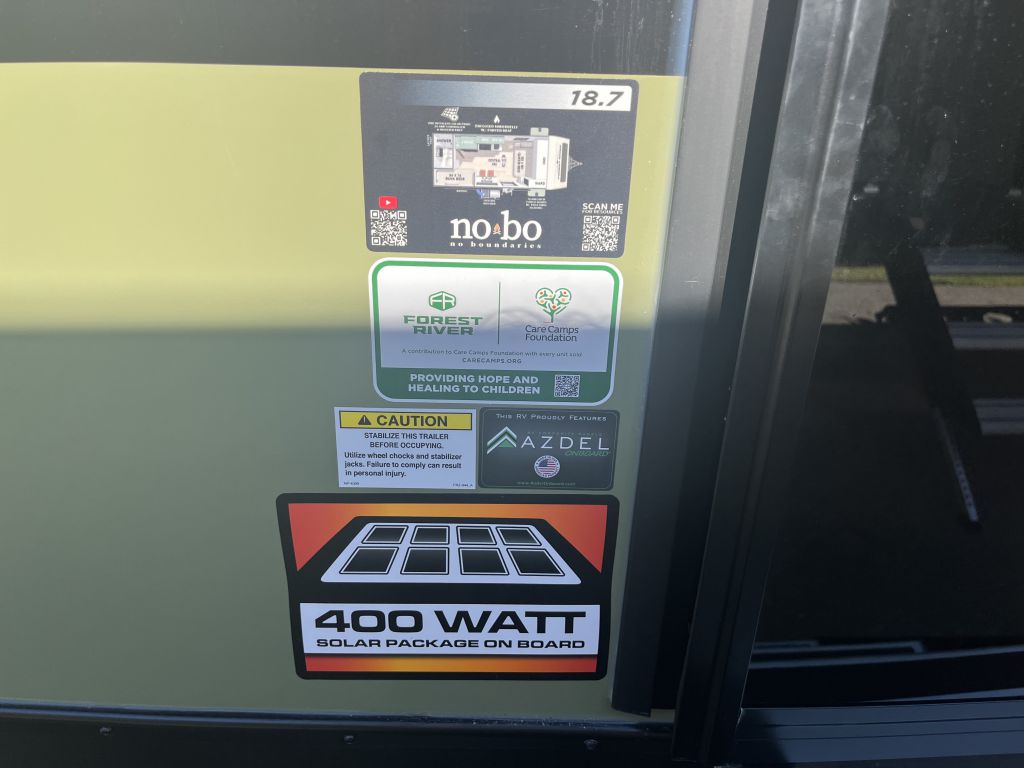 18.7
SHOWER
SCAN ME
FOR RESOURCES
no bo
no boundaries
FR
FOREST
RIVER
Care Camps
Foundation
A contribution to Care Camps Foundation with every unit sold
CARECAMPS.ORG
PROVIDING HOPE AND
HEALING TO CHILDREN
CAUTION
STABILIZE THIS TRAILER
BEFORE OCCUPYING.
Utilize wheel chocks and stabilizer
jacks. Failure to comply can result
in personal injury.
THIS RV PROUDLY FEATURES
AZDEL
ONBOARD
400 WATT
SOLAR PACKAGE ON BOARD